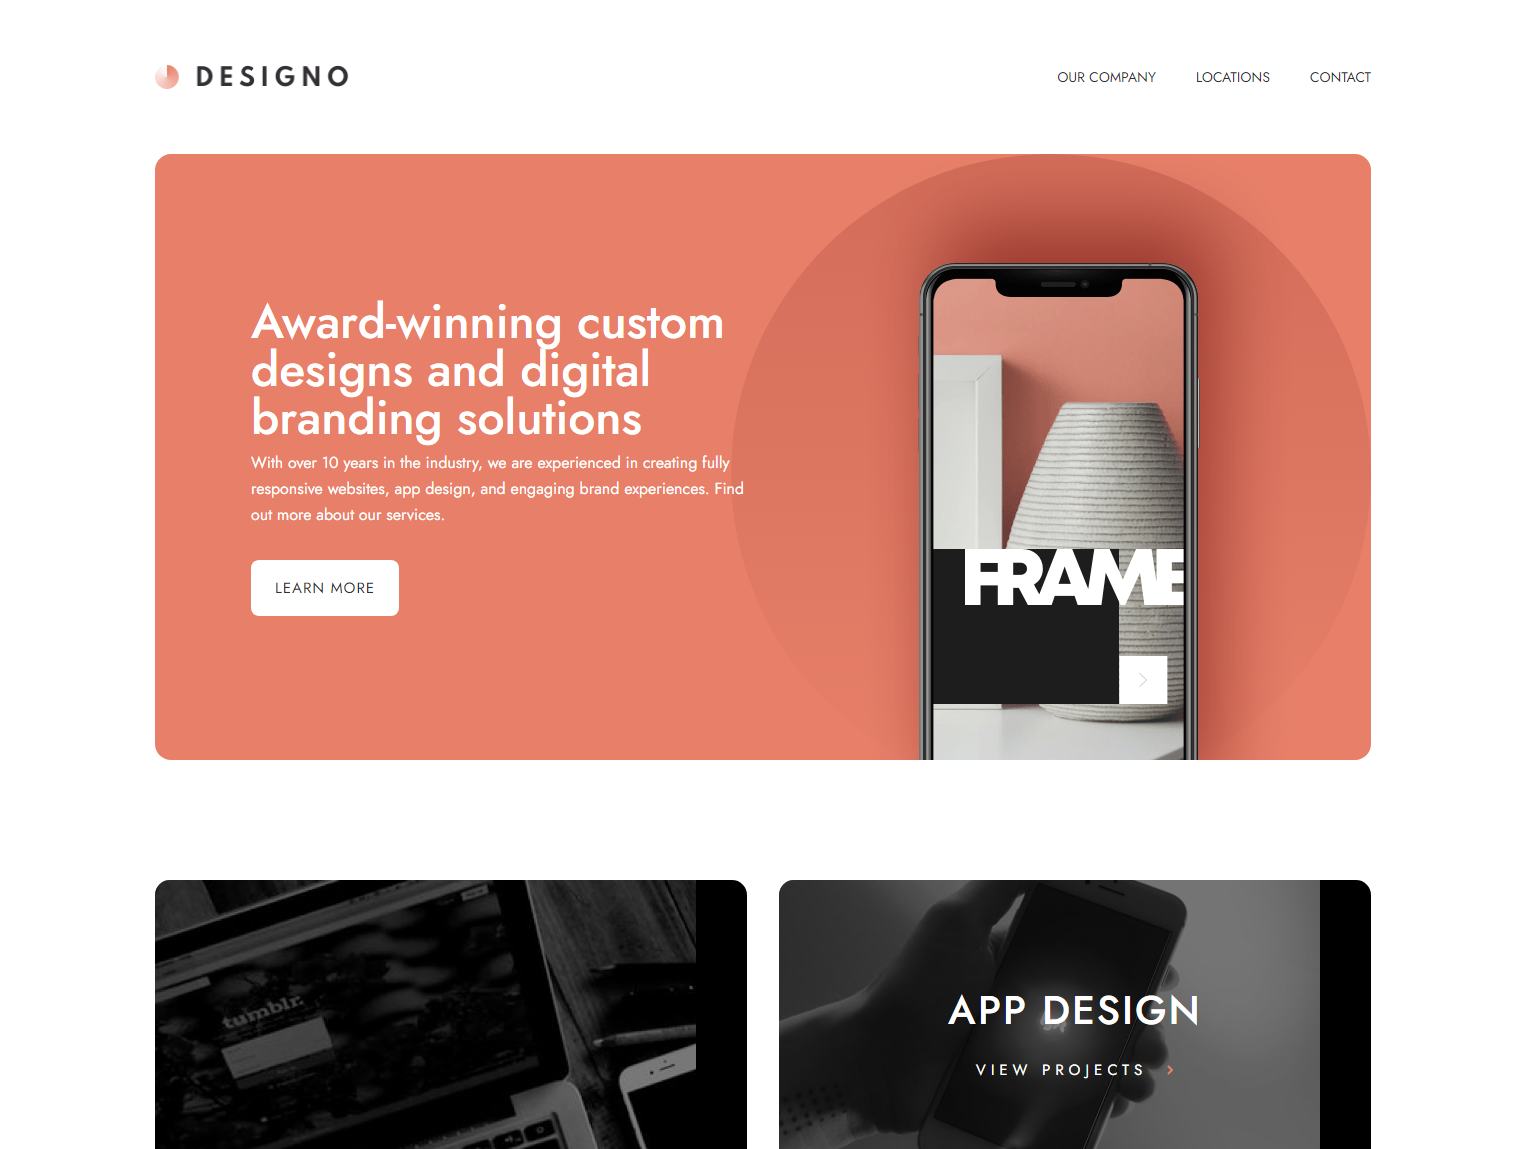 DESIGNO
OUR COMPANY LOCATIONS CONTACT
Award-winning custom
designs and digital
branding solutions
With over 10 years in the industry, we are experienced in creating fully
responsive websites, app design, and engaging brand experiences. Find
out more about our services.
LEARN MORE
FRAME
tumblr.
APP DESIGN
VIEW PROJECTS